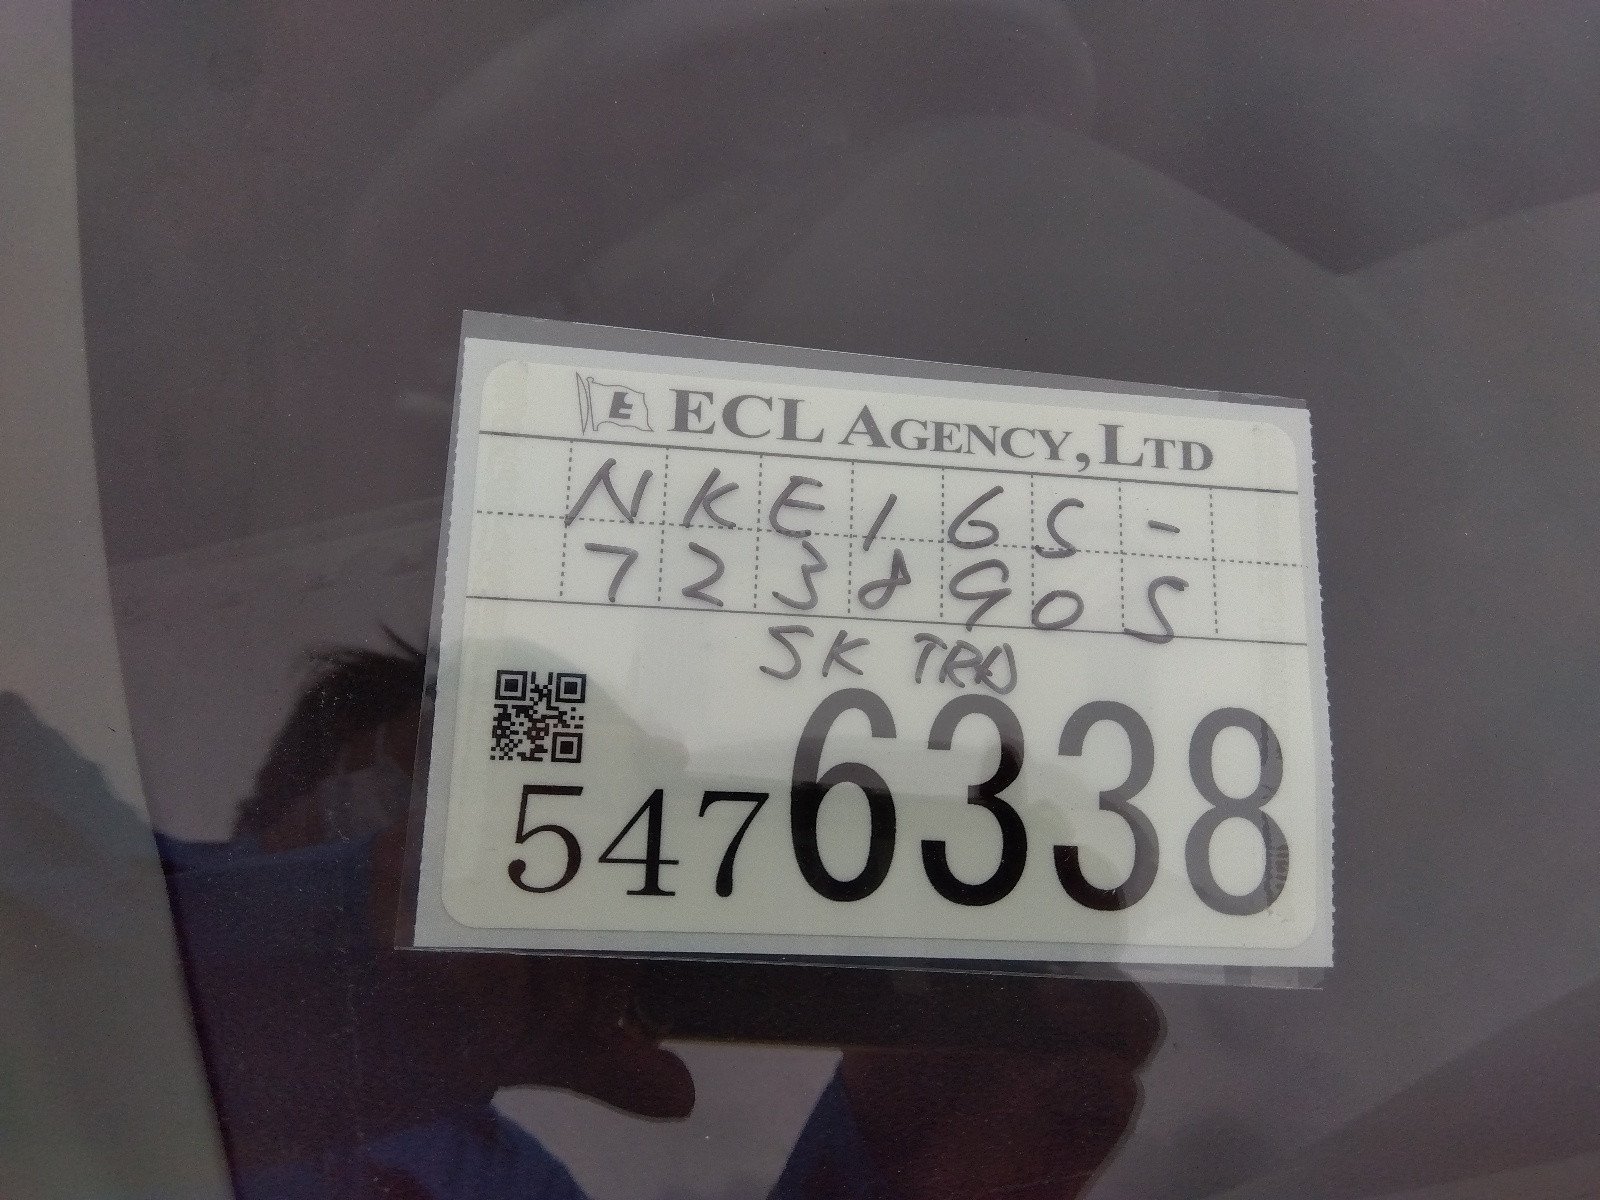 E ECL AGENCY, LTD
NKE165-
7238905
SK TRD
5476338